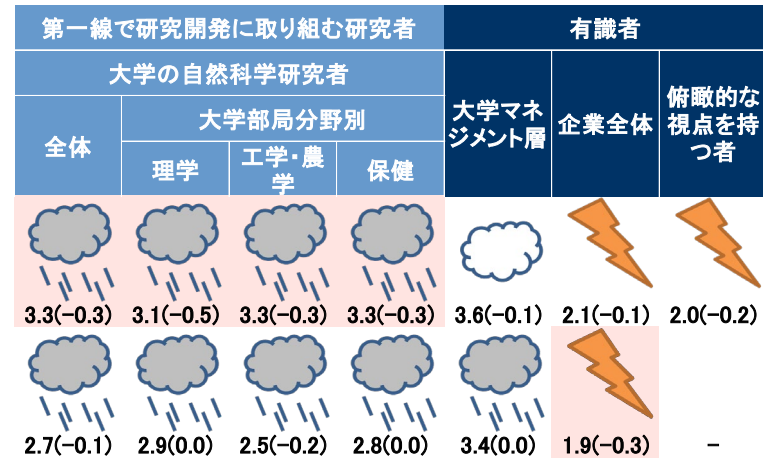 第一線で研究開発に取り組む研究者
有識者
大学の自然科学研究者
全体
大学部局分野別
理学
工学・農
学
保健
大学マネ
ジメント層
企業全体
俯瞰的な
視点を持
つ者
3.3(−0.3) 3.1(−0.5) 3.3(−0.3) 3.3(−0.3) 3.6(−0.1) 2.1(−0.1) 2.0(−0.2)
2.7(−0.1) 2.9(0.0) 2.5(−0.2) 2.8(0.0) 3.4(0.0) 1.9(−0.3) −